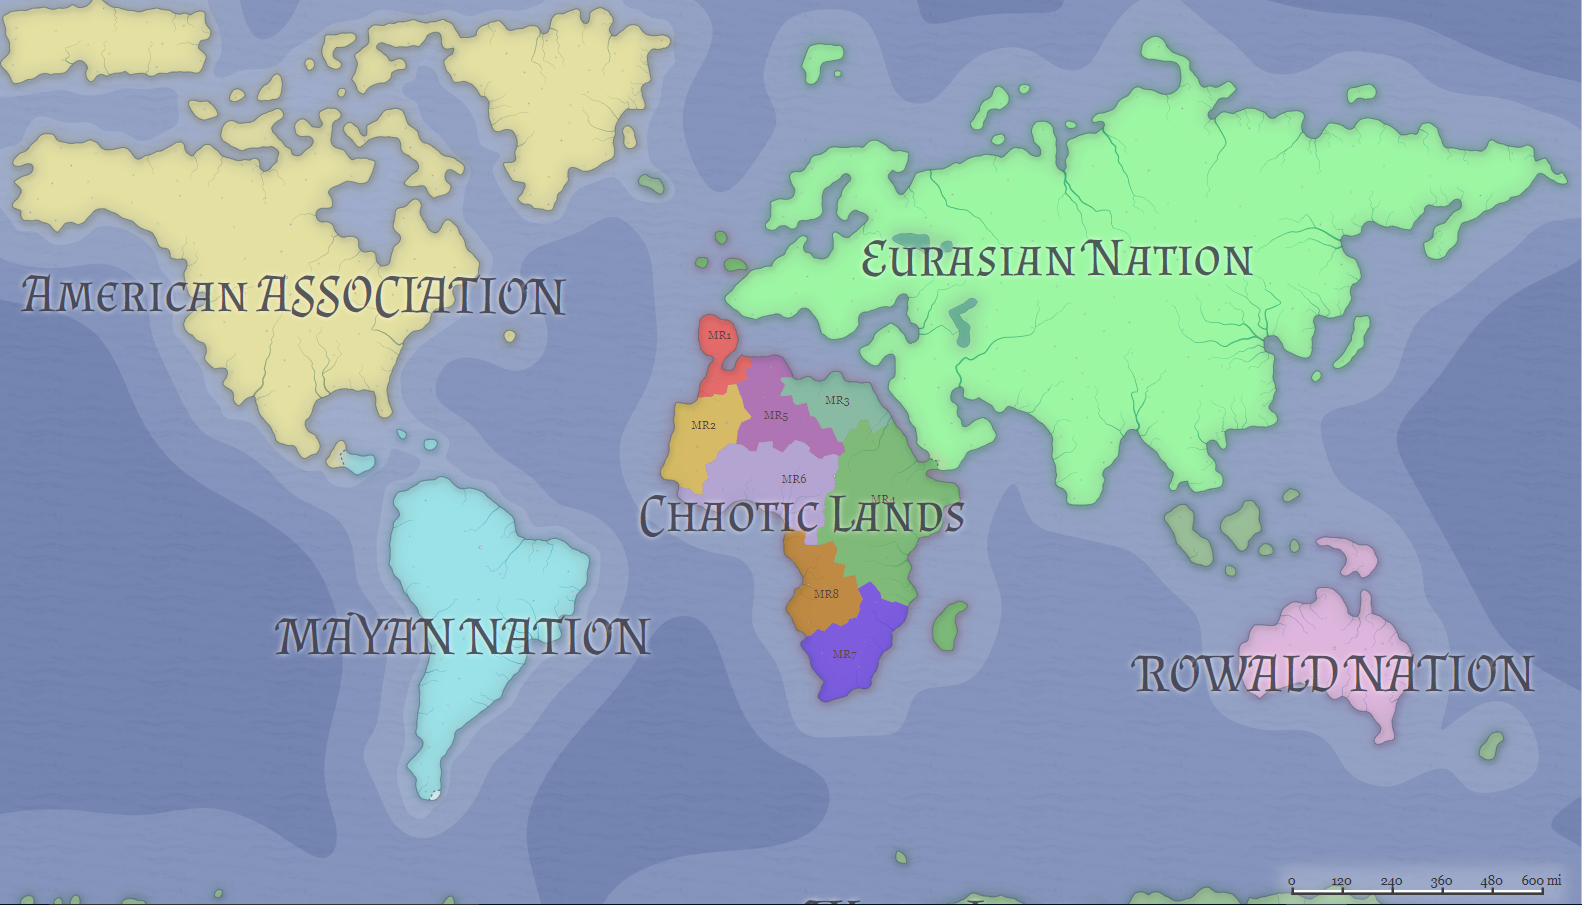 Eurasian Nation
American ASSOCIATION
MR1
MR3
MR5
MR2
MR6
MR4
Chaotic Lands
MR8
MAYAN NATION
MR7
ROWALD NATION
0 120 240 360 480 600 mi